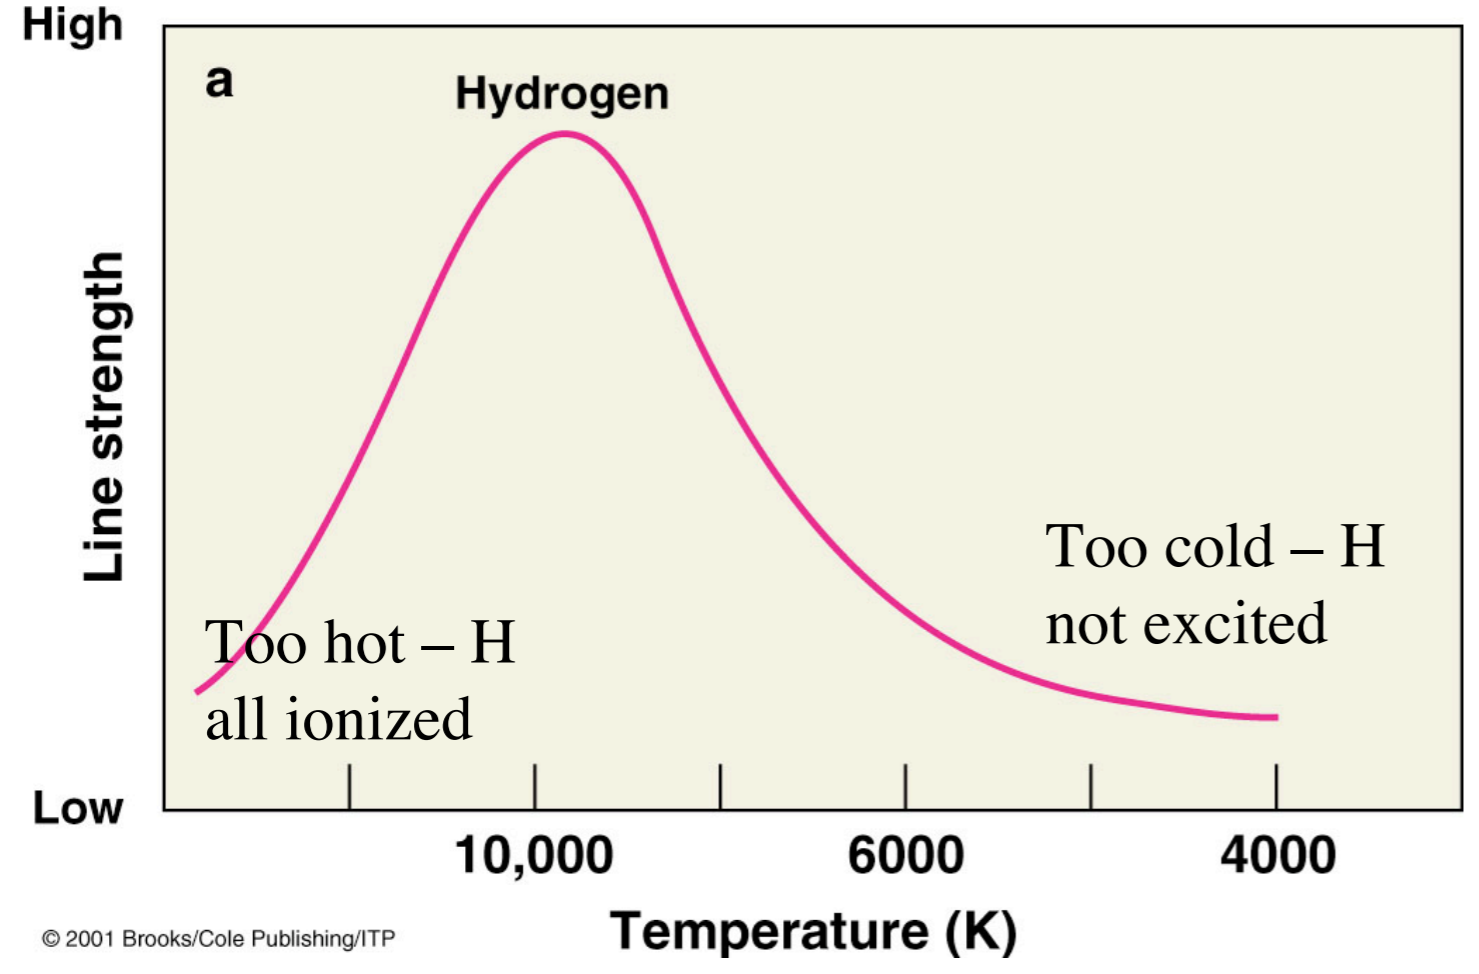 High
a
Hydrogen
Line strength
Too cold – H
not excited
Too hot – H
all ionized
Low
10,000 6000 4000
Temperature (K)
© 2001 Brooks/Cole Publishing/ITP